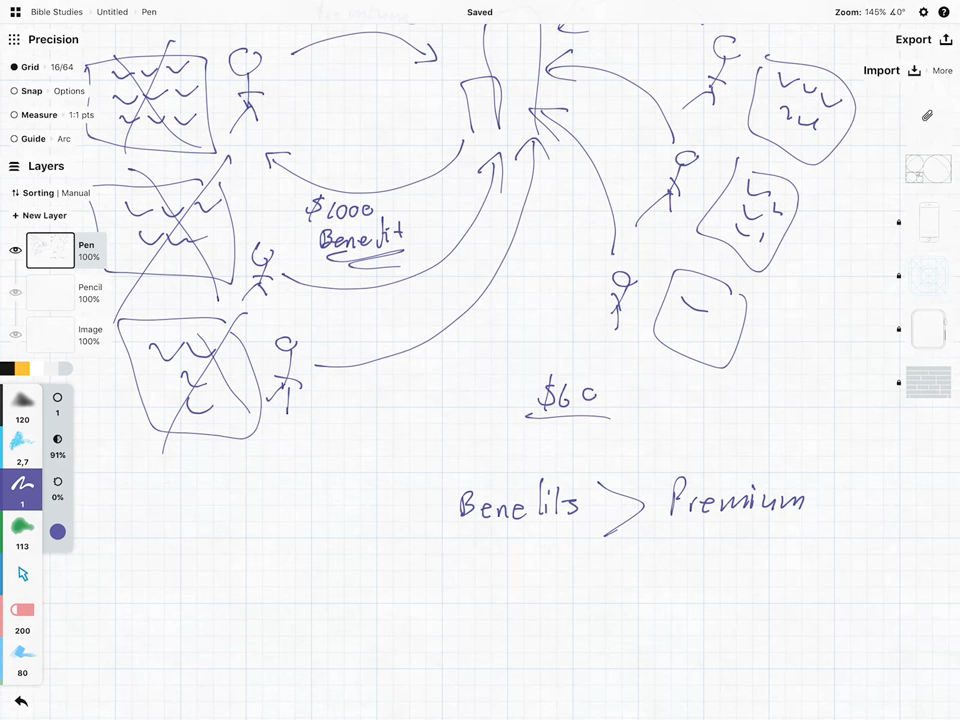 Bible Studies > Untitled > Pen
Saved
Zoom: 145% ∠0°
Precision
Export
Grid 16/64
Import
More
Snap Options
Measure 1:1 pts
Guide Arc
Layers
Sorting | Manual
+ New Layer
Pen
100%
Pencil
100%
Image
100%
120
1
2,7
91%
1
0%
113
200
80
$1000
Benefit
$60
Benefits > Premium